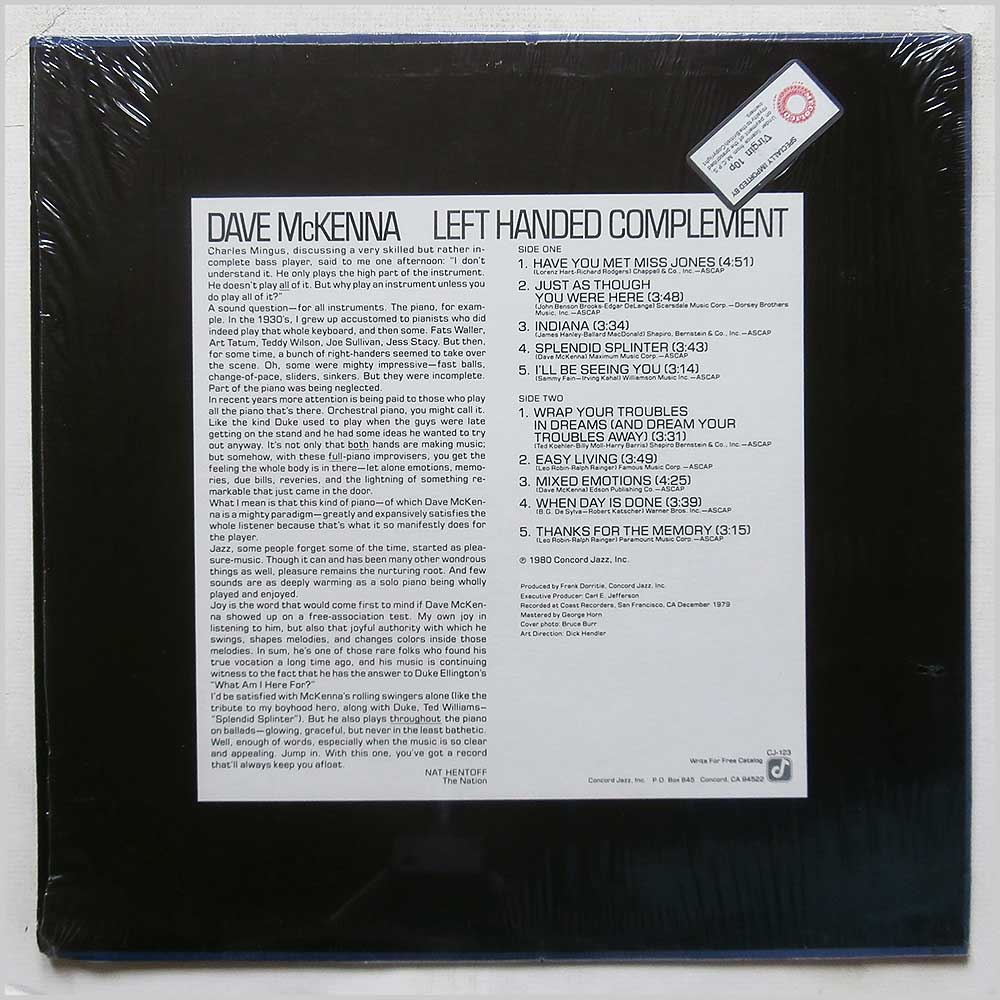 SPECIALLY IMPORTED BY
Virgin 10p
Under licence from M.C.P.S.
on payment of the prescribed
royalty to the British Copyright
owners.
DAVE McKENNA LEFT HANDED COMPLEMENT
Charles Mingus, discussing a very skilled but rather in-
complete bass player, said to me one afternoon: "I don't
understand it. He only plays the high part of the instrument.
He doesn't play all of it. But why play an instrument unless you
do play all of it?"
A sound question—for all instruments. The piano, for exam-
ple. In the 1930's, I grew up accustomed to pianists who did
indeed play that whole keyboard, and then some. Fats Waller,
Art Tatum, Teddy Wilson, Joe Sullivan, Jess Stacy. But then,
for some time, a bunch of right-handers seemed to take over
the scene. Oh, some were mighty impressive—fast balls,
change-of-pace, sliders, sinkers. But they were incomplete.
Part of the piano was being neglected.
In recent years more attention is being paid to those who play
all the piano that's there. Orchestral piano, you might call it.
Like the kind Duke used to play when the guys were late
getting on the stand and he had some ideas he wanted to try
out anyway. It's not only that both hands are making music;
but somehow, with these full-piano improvisers, you get the
feeling the whole body is in there—let alone emotions, memo-
ries, due bills, reveries, and the lightning of something re-
markable that just came in the door.
What I mean is that this kind of piano—of which Dave McKen-
na is a mighty paradigm—greatly and expansively satisfies the
whole listener because that's what it so manifestly does for
the player.
Jazz, some people forget some of the time, started as plea-
sure-music. Though it can and has been many other wondrous
things as well, pleasure remains the nurturing root. And few
sounds are as deeply warming as a solo piano being wholly
played and enjoyed.
Joy is the word that would come first to mind if Dave McKen-
na showed up on a free-association test. My own joy in
listening to him, but also that joyful authority with which he
swings, shapes melodies, and changes colors inside those
melodies. In sum, he's one of those rare folks who found his
true vocation a long time ago, and his music is continuing
witness to the fact that he has the answer to Duke Ellington's
"What Am I Here For?"
I'd be satisfied with McKenna's rolling swingers alone (like the
tribute to my boyhood hero, along with Duke, Ted Williams—
"Splendid Splinter"). But he also plays throughout the piano
on ballads—glowing, graceful, but never in the least bathetic.
Well, enough of words, especially when the music is so clear
and appealing. Jump in. With this one, you've got a record
that'll always keep you afloat.
NAT HENTOFF
The Nation
SIDE ONE
1. HAVE YOU MET MISS JONES (4:51)
(Lorenz Hart-Richard Rodgers) Chappell & Co., Inc.—ASCAP
2. JUST AS THOUGH
YOU WERE HERE (3:48)
(John Benson Brooks-Edgar DeLange) Scarsdale Music Corp.—Dorsey Brothers
Music, Inc.—ASCAP
3. INDIANA (3:34)
(James Hanley-Ballard MacDonald) Shapiro, Bernstein & Co., Inc.—ASCAP
4. SPLENDID SPLINTER (3:43)
(Dave McKenna) Maximum Music Corp.—ASCAP
5. I'LL BE SEEING YOU (3:14)
(Sammy Fain—Irving Kahal) Williamson Music Inc.—ASCAP
SIDE TWO
1. WRAP YOUR TROUBLES
IN DREAMS (AND DREAM YOUR
TROUBLES AWAY) (3:31)
(Ted Koehler-Billy Moll-Harry Barris) Shapiro Bernstein & Co., Inc.—ASCAP
2. EASY LIVING (3:49)
(Leo Robin-Ralph Rainger) Famous Music Corp.—ASCAP
3. MIXED EMOTIONS (4:25)
(Dave McKenna) Edson Publishing Co.—ASCAP
4. WHEN DAY IS DONE (3:39)
(B.G. De Sylva—Robert Katscher) Warner Bros. Inc.—ASCAP
5. THANKS FOR THE MEMORY (3:15)
(Leo Robin-Ralph Rainger) Paramount Music Corp.—ASCAP
℗ 1980 Concord Jazz, Inc.
Produced by Frank Dorritie, Concord Jazz, Inc.
Executive Producer: Carl E. Jefferson
Recorded at Coast Recorders, San Francisco, CA December 1979
Mastered by George Horn
Cover photo: Bruce Burr
Art Direction: Dick Hendler
CJ-123
Write For Free Catalog
Concord Jazz, Inc. P.O. Box 845 Concord, CA 94522